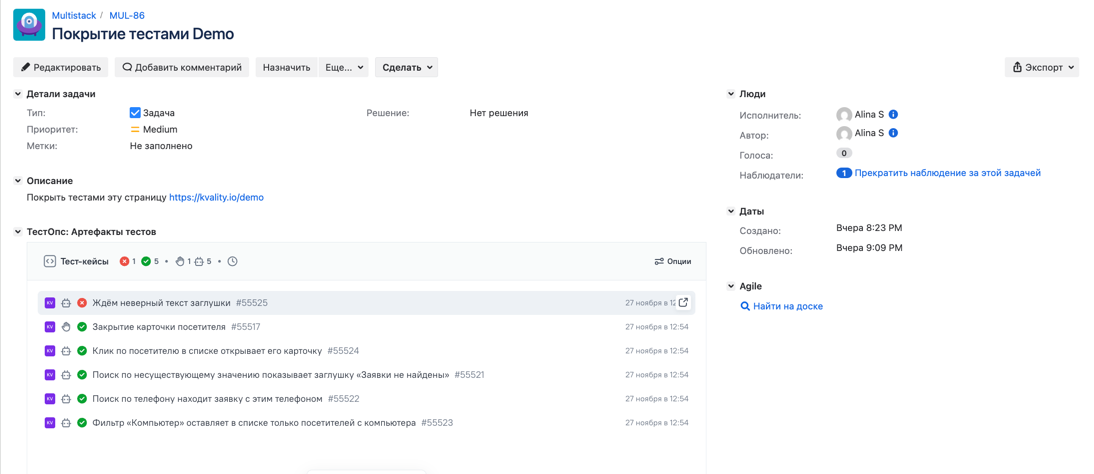 Multistack / MUL-86
Покрытие тестами Demo
Редактировать Добавить комментарий Назначить Еще... Сделать Экспорт
Детали задачи
Тип: Задача Решение: Нет решения
Приоритет: Medium
Метки: Не заполнено
Описание
Покрыть тестами эту страницу https://kvality.io/demo
ТестОпс: Артефакты тестов
Тест-кейсы 1 5 • 1 5 • Опции
KV Ждём неверный текст заглушки #55525 27 ноября в
KV Закрытие карточки посетителя #55517 27 ноября в 12:54
KV Клик по посетителю в списке открывает его карточку #55524 27 ноября в 12:54
KV Поиск по несуществующему значению показывает заглушку «Заявки не найдены» #55521 27 ноября в 12:54
KV Поиск по телефону находит заявку с этим телефоном #55522 27 ноября в 12:54
KV Фильтр «Компьютер» оставляет в списке только посетителей с компьютера #55523 27 ноября в 12:54
Люди
Исполнитель: Alina S
Автор: Alina S
Голоса: 0
Наблюдатели: 1 Прекратить наблюдение за этой задачей
Даты
Создано: Вчера 8:23 PM
Обновлено: Вчера 9:09 PM
Agile
Найти на доске